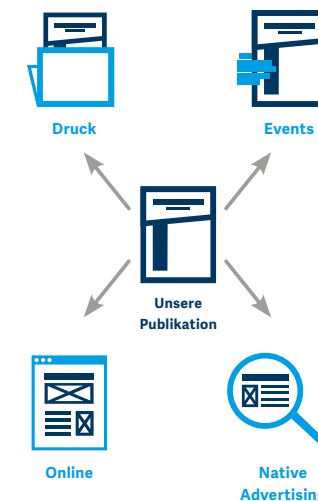 Druck
Events
Unsere
Publikation
Online
Native
Advertisin